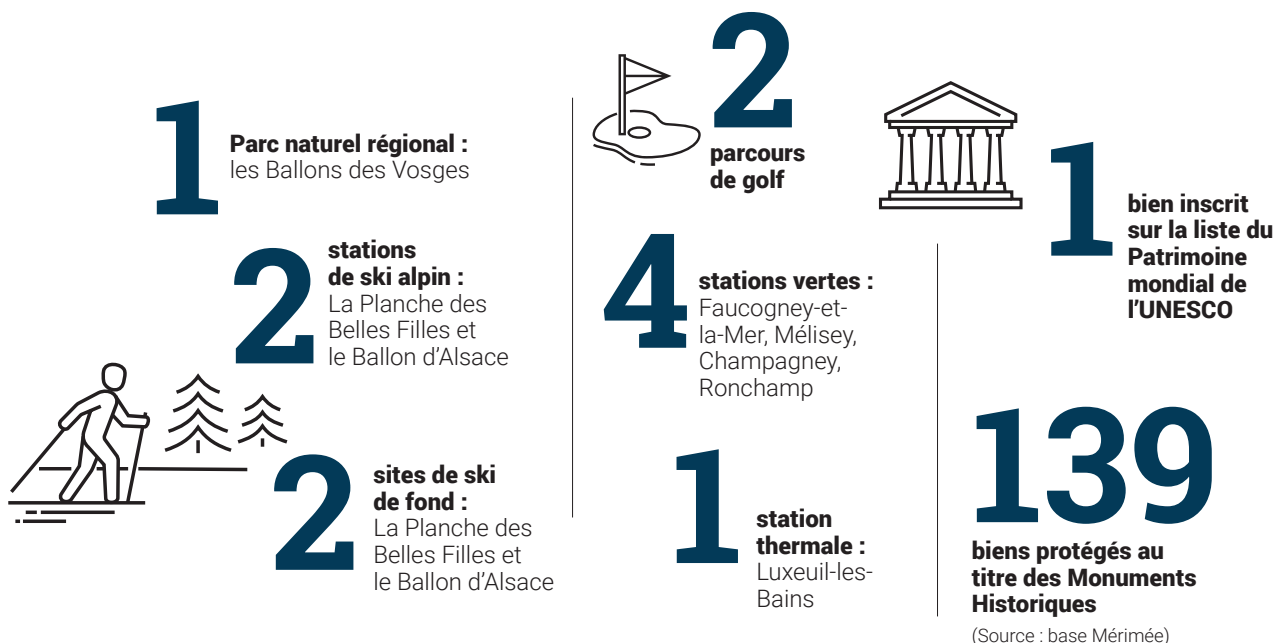 1
Parc naturel régional :
les Ballons des Vosges
2
stations
de ski alpin :
La Planche des
Belles Filles et
le Ballon d'Alsace
2
sites de ski
de fond :
La Planche des
Belles Filles et
le Ballon d'Alsace
2
parcours
de golf
4
stations vertes :
Faucogney-et-
la-Mer, Mélisey,
Champagney,
Ronchamp
1
station
thermale :
Luxeuil-les-
Bains
1
bien inscrit
sur la liste du
Patrimoine
mondial de
l'UNESCO
139
biens protégés au
titre des Monuments
Historiques
(Source : base Mérimée)